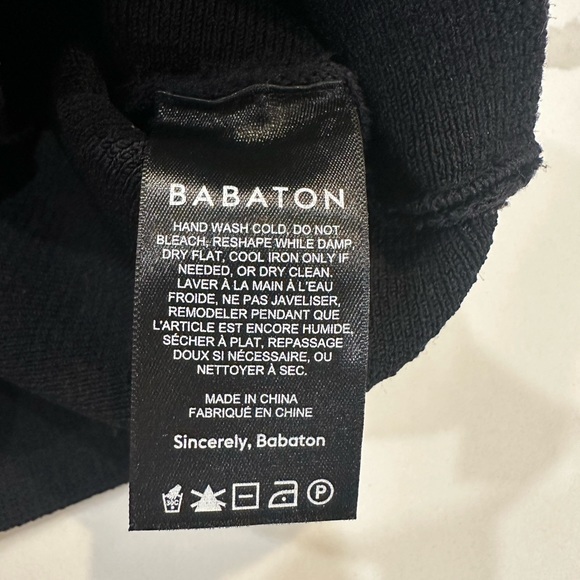 BABATON
HAND WASH COLD, DO NOT
BLEACH, RESHAPE WHILE DAMP,
DRY FLAT, COOL IRON ONLY IF
NEEDED, OR DRY CLEAN.
LAVER À LA MAIN À L'EAU
FROIDE, NE PAS JAVELISER,
REMODELER PENDANT QUE
L'ARTICLE EST ENCORE HUMIDE,
SÉCHER À PLAT, REPASSAGE
DOUX SI NÉCESSAIRE, OU
NETTOYER À SEC.
MADE IN CHINA
FABRIQUÉ EN CHINE
Sincerely, Babaton
P